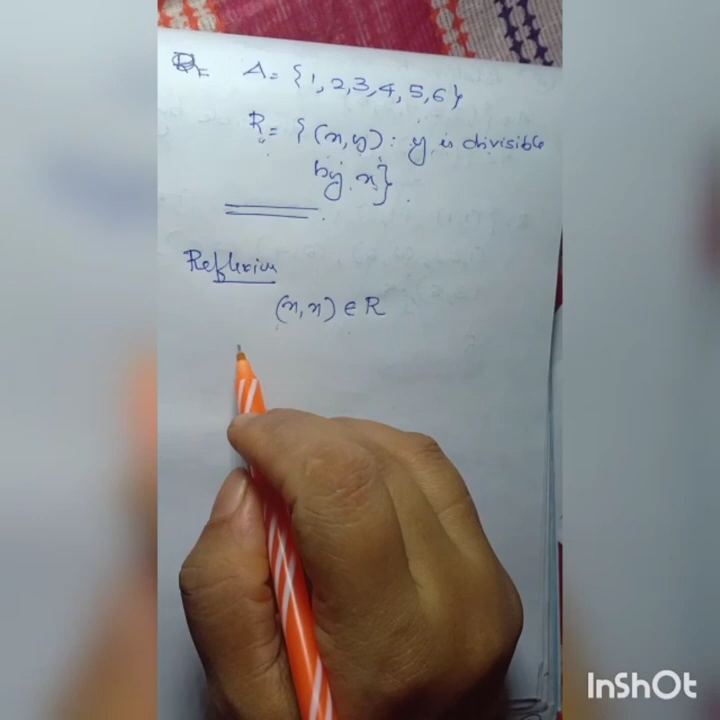 Q= A= {1,2,3,4,5,6}
R= {(x,y): y is divisible
by x}
Reflexive
(x,x) ∈ R
InShOt